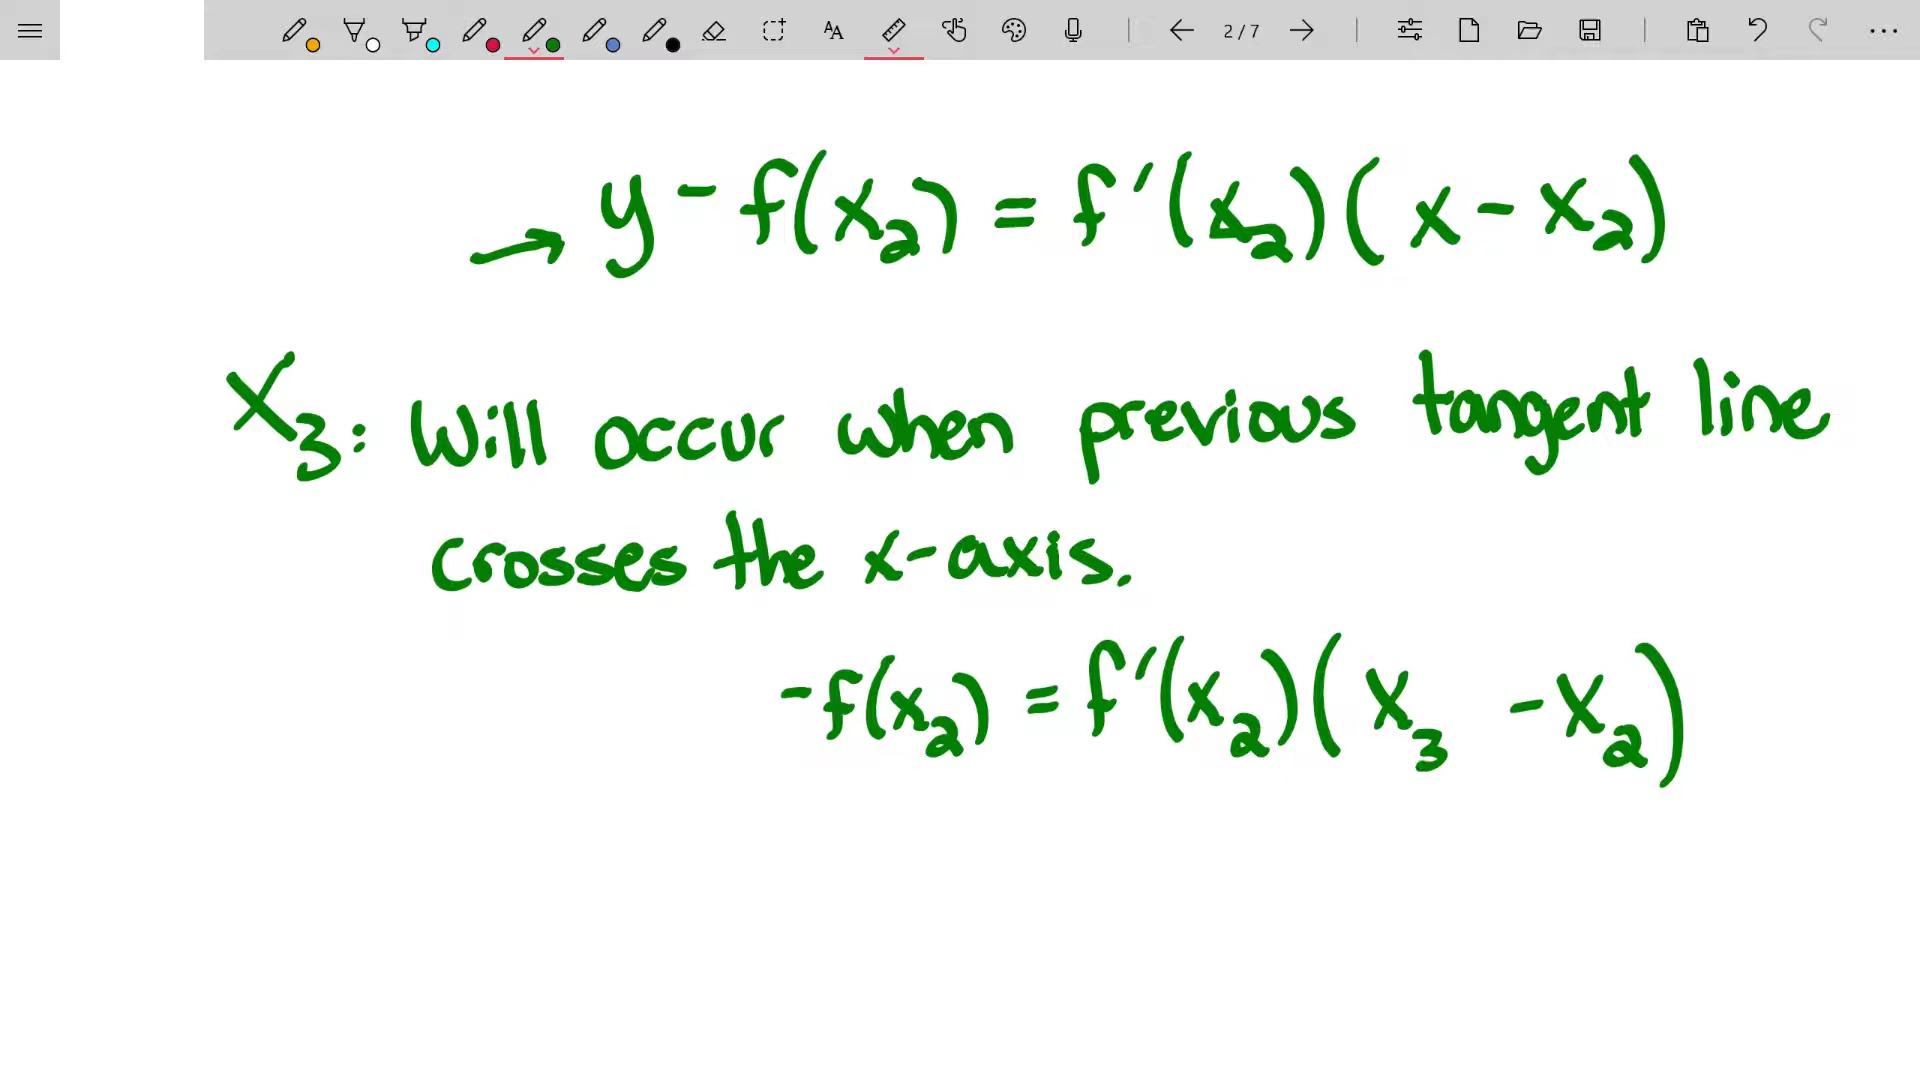 2 / 7
→ y - f(x₂) = f'(x₂)(x - x₂)
x₃: Will occur when previous tangent line
crosses the x-axis.
-f(x₂) = f'(x₂)(x₃ - x₂)